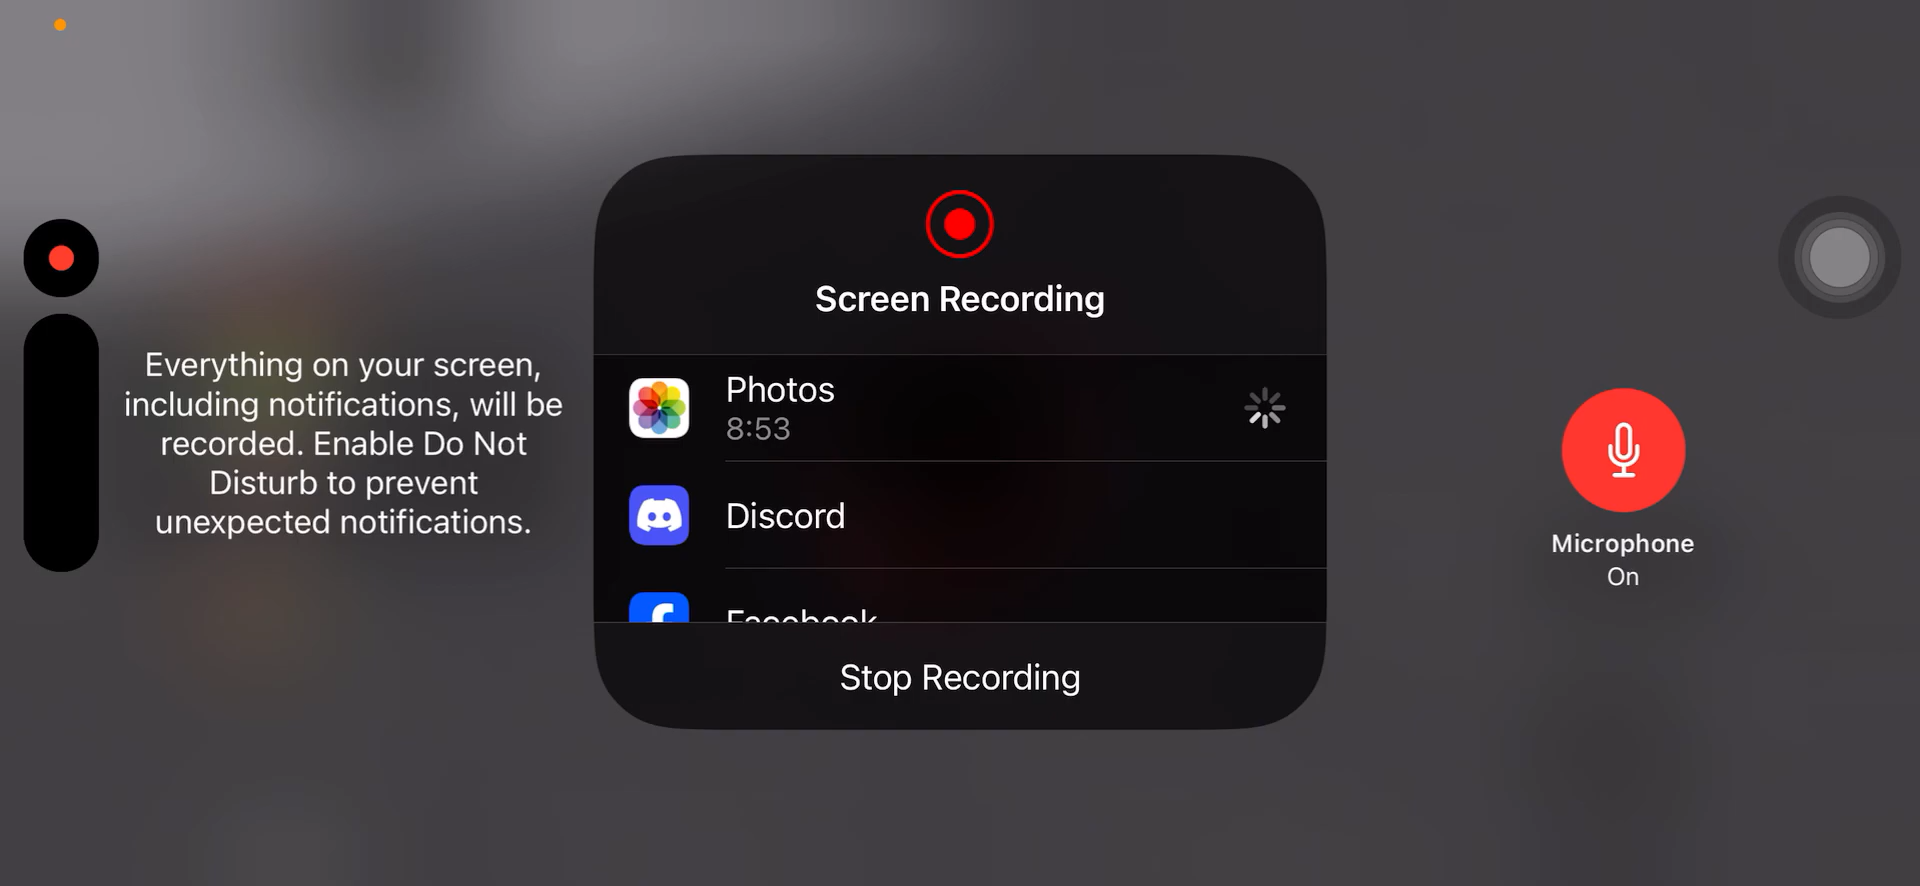 Everything on your screen,
including notifications, will be
recorded. Enable Do Not
Disturb to prevent
unexpected notifications.
Screen Recording
Photos
8:53
Discord
Facebook
Stop Recording
Microphone
On